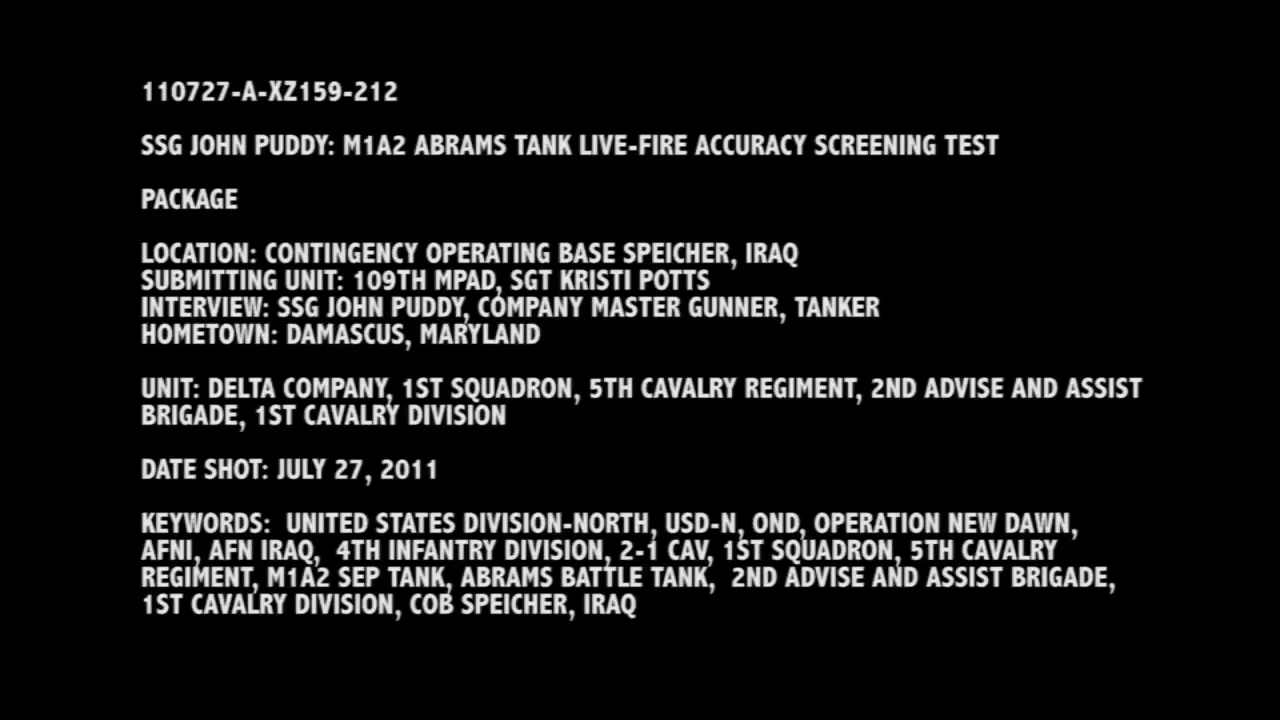 110727-A-XZ159-212
SSG JOHN PUDDY: M1A2 ABRAMS TANK LIVE-FIRE ACCURACY SCREENING TEST
PACKAGE
LOCATION: CONTINGENCY OPERATING BASE SPEICHER, IRAQ
SUBMITTING UNIT: 109TH MPAD, SGT KRISTI POTTS
INTERVIEW: SSG JOHN PUDDY, COMPANY MASTER GUNNER, TANKER
HOMETOWN: DAMASCUS, MARYLAND
UNIT: DELTA COMPANY, 1ST SQUADRON, 5TH CAVALRY REGIMENT, 2ND ADVISE AND ASSIST
BRIGADE, 1ST CAVALRY DIVISION
DATE SHOT: JULY 27, 2011
KEYWORDS:  UNITED STATES DIVISION-NORTH, USD-N, OND, OPERATION NEW DAWN,
AFNI, AFN IRAQ,  4TH INFANTRY DIVISION, 2-1 CAV, 1ST SQUADRON, 5TH CAVALRY
REGIMENT, M1A2 SEP TANK, ABRAMS BATTLE TANK,  2ND ADVISE AND ASSIST BRIGADE,
1ST CAVALRY DIVISION, COB SPEICHER, IRAQ